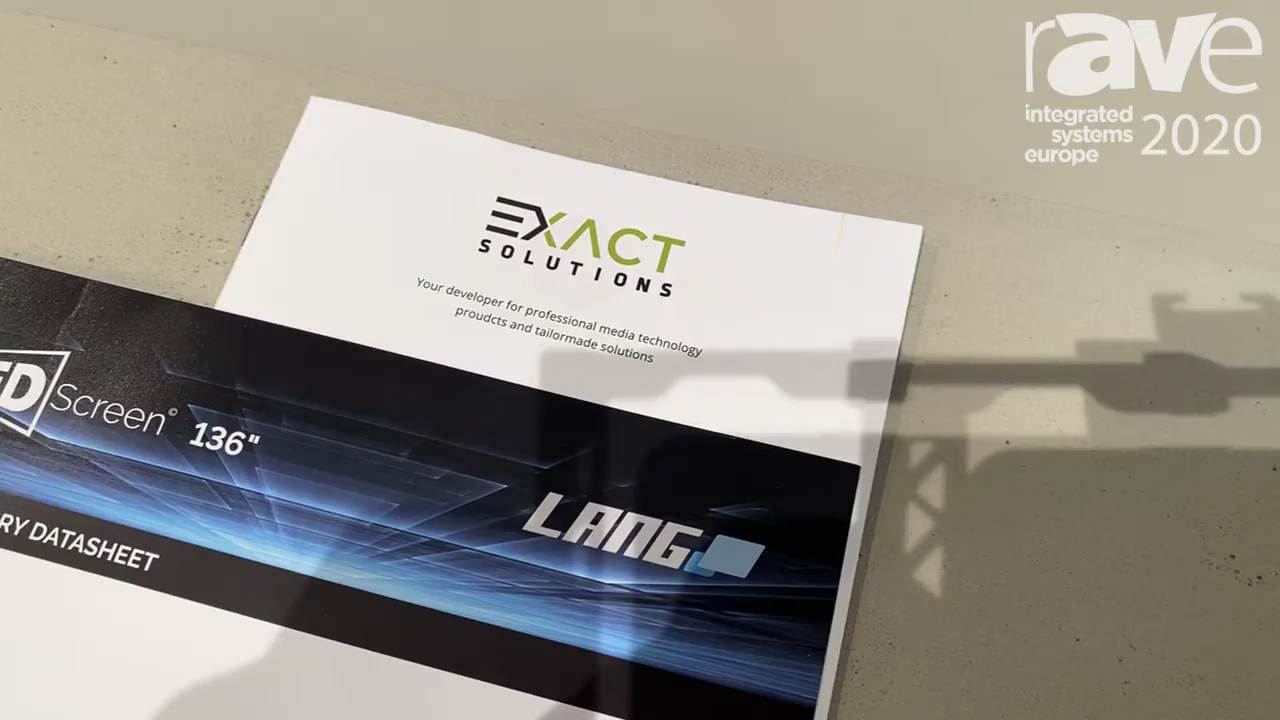 rave
integrated
systems
europe
2020
EXACT
SOLUTIONS
Your developer for professional media technology
proudcts and tailormade solutions
Screen©
136"
LANG
DATASHEET